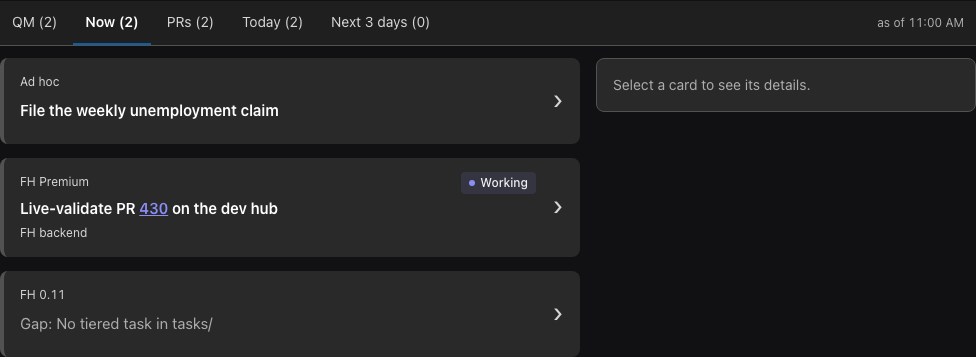 QM (2) Now (2) PRs (2) Today (2) Next 3 days (0) as of 11:00 AM
Ad hoc
File the weekly unemployment claim
Select a card to see its details.
FH Premium
Working
Live-validate PR 430 on the dev hub
FH backend
FH 0.11
Gap: No tiered task in tasks/